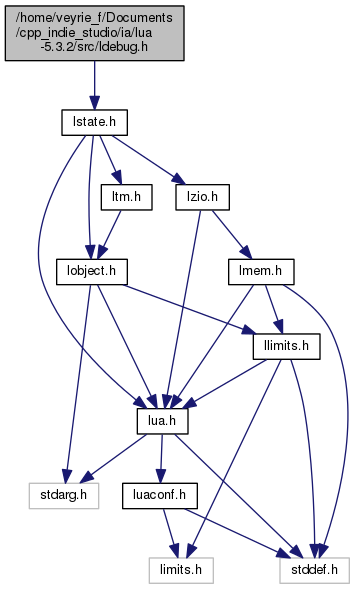 /home/veyrie_f/Documents
/cpp_indie_studio/ia/lua
-5.3.2/src/ldebug.h
lstate.h
ltm.h
lzio.h
lobject.h
lmem.h
llimits.h
lua.h
stdarg.h
luaconf.h
limits.h
stddef.h